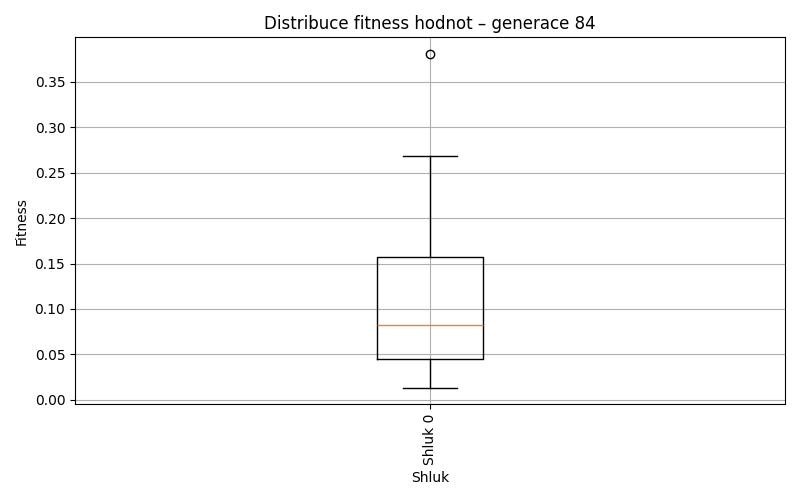 Distribuce fitness hodnot – generace 84
Fitness
0.35
0.30
0.25
0.20
0.15
0.10
0.05
0.00
Shluk 0
Shluk